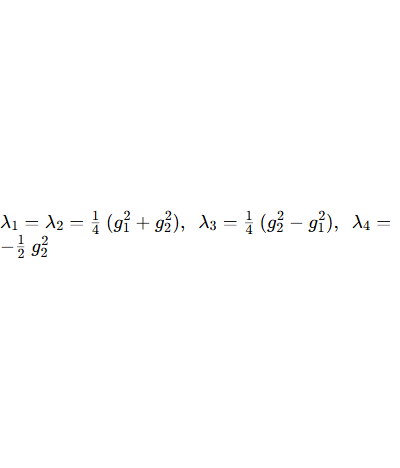 λ₁ = λ₂ = ¼ (g₁² + g₂²), λ₃ = ¼ (g₂² − g₁²), λ₄ =
−½ g₂²